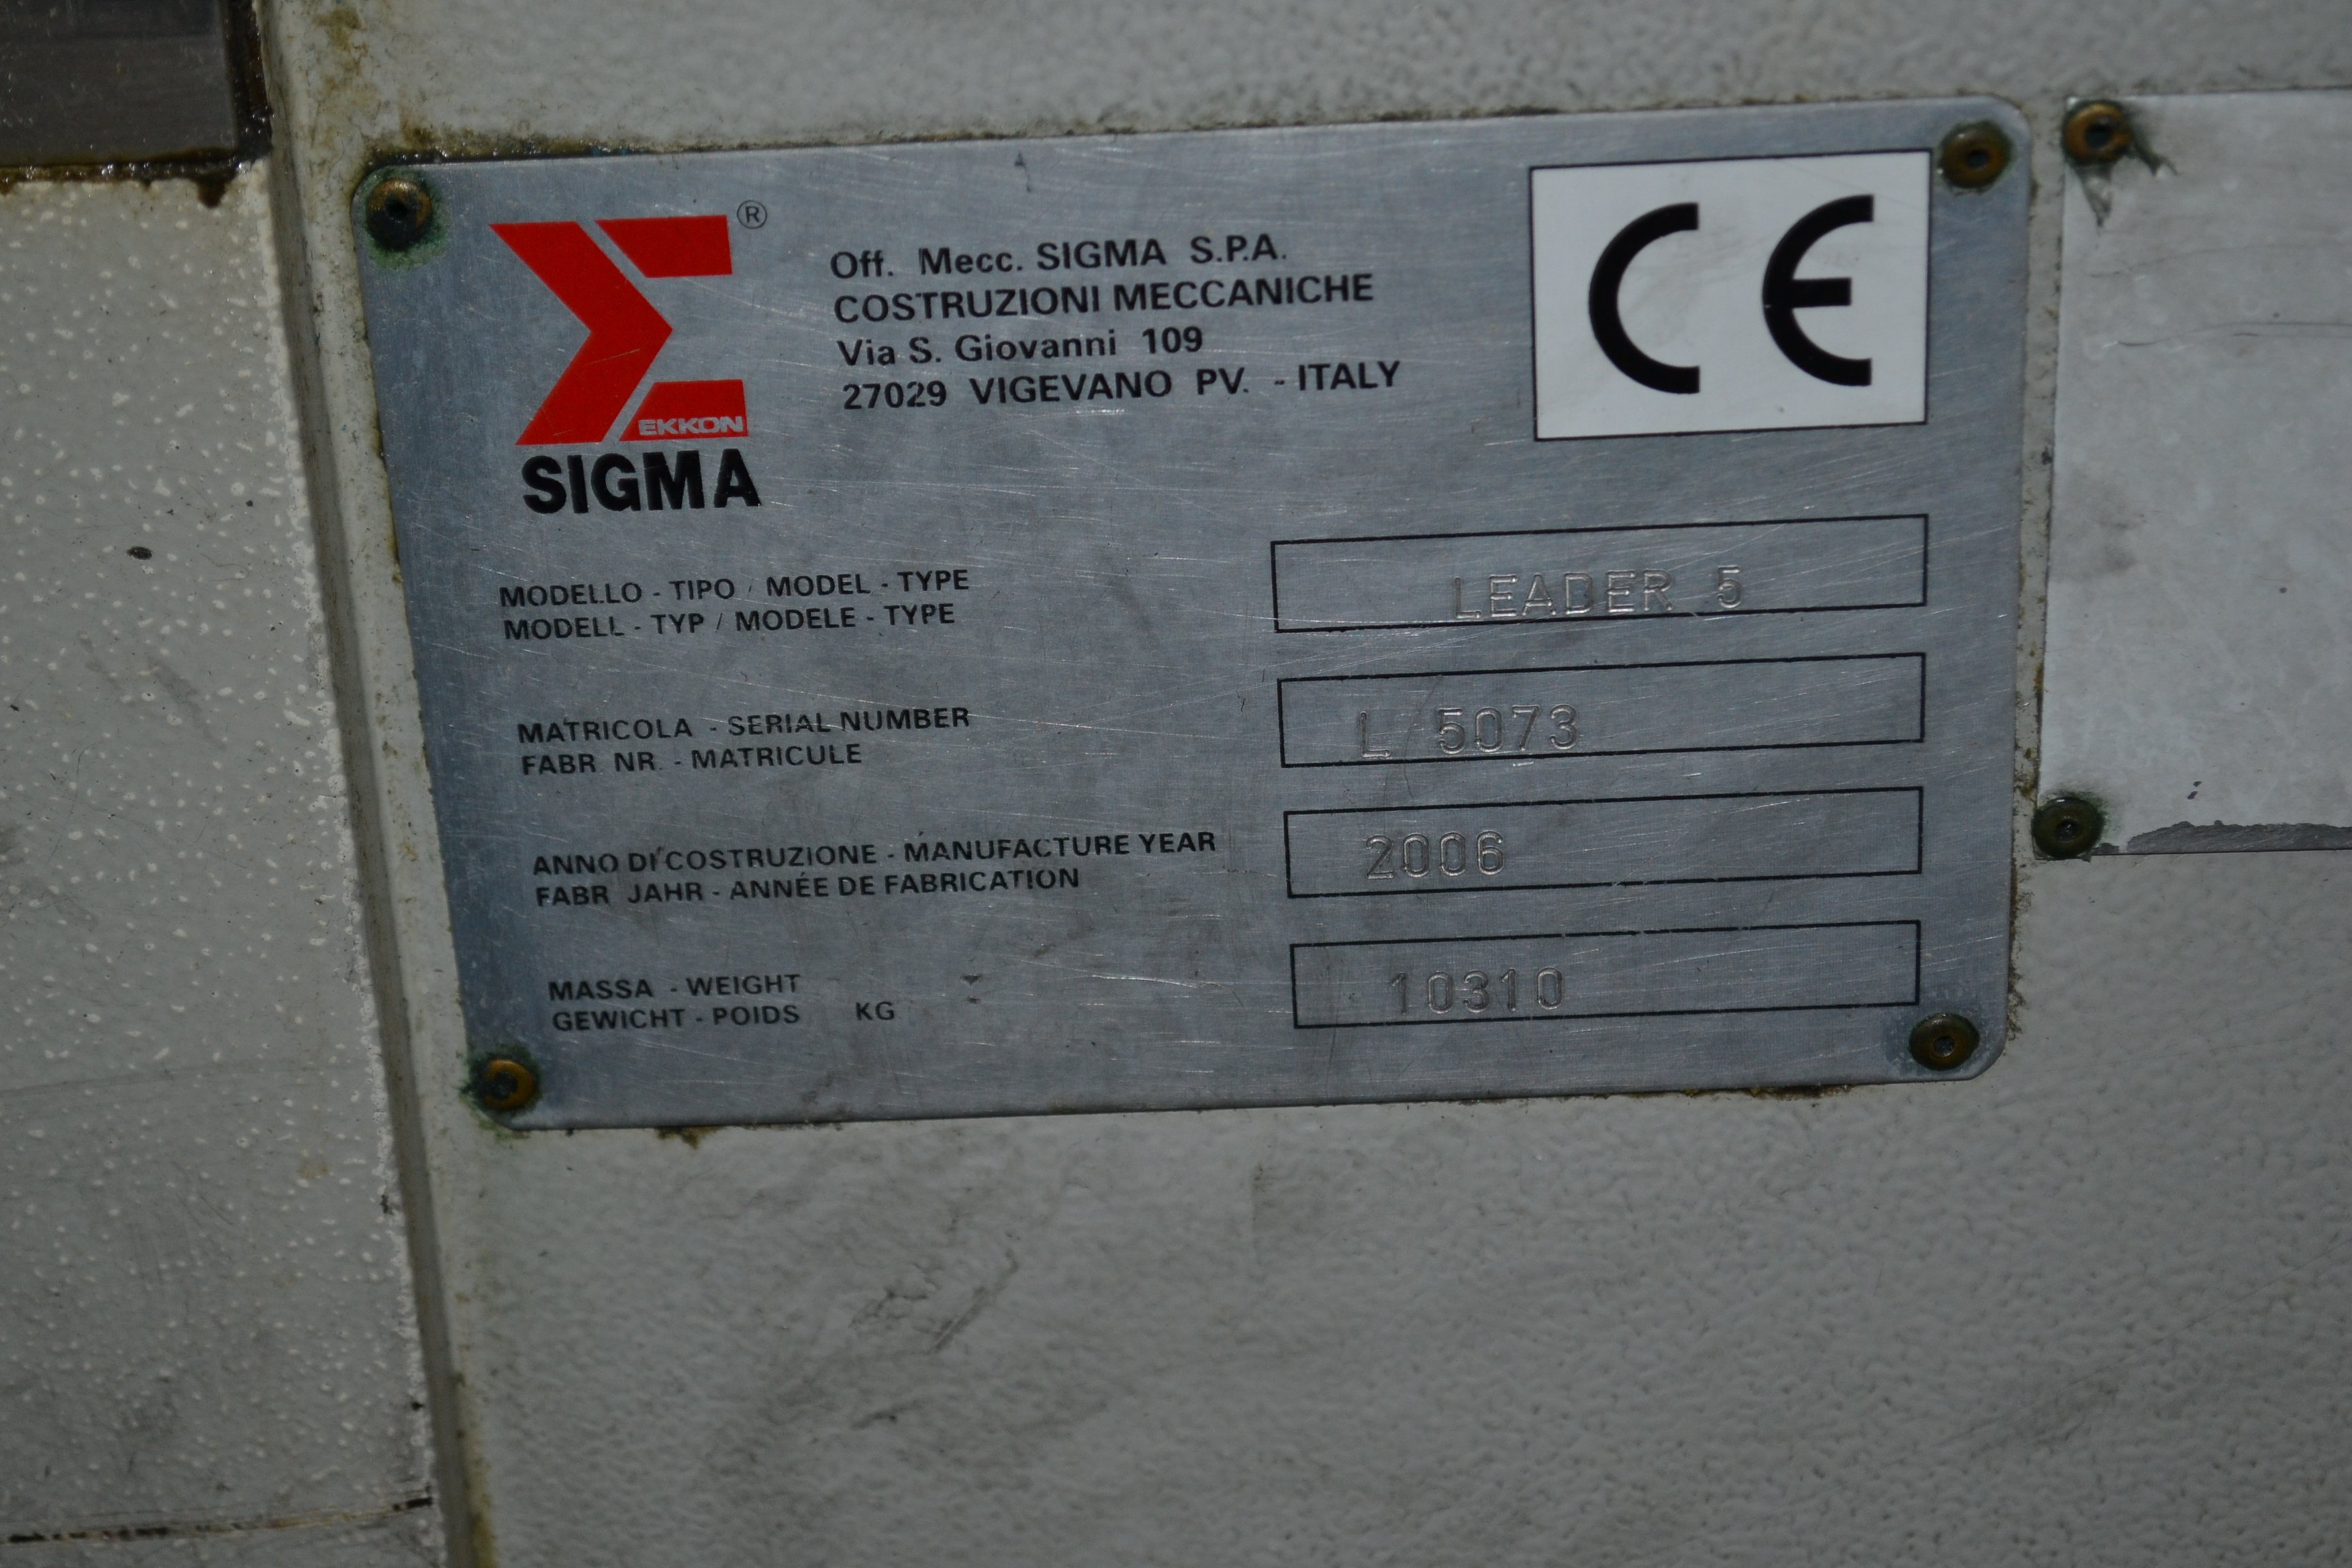 ®
EKKON
SIGMA
Off. Mecc. SIGMA S.P.A.
COSTRUZIONI MECCANICHE
Via S. Giovanni 109
27029 VIGEVANO PV. - ITALY
CE
MODELLO - TIPO / MODEL - TYPE
MODELL - TYP / MODELE - TYPE
LEADER 5
MATRICOLA - SERIAL NUMBER
FABR. NR. - MATRICULE
L 5073
ANNO DI COSTRUZIONE - MANUFACTURE YEAR
FABR. JAHR - ANNÉE DE FABRICATION
2006
MASSA - WEIGHT
GEWICHT - POIDS KG
10310